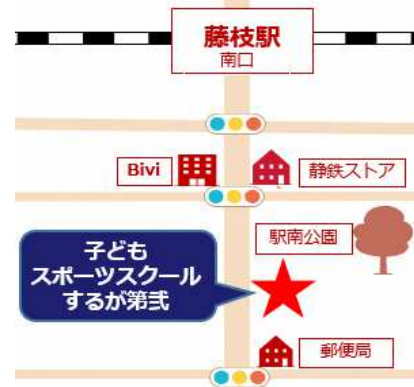 藤枝駅
南口
Bivi
静鉄ストア
駅南公園
子ども
スポーツスクール
するが第弐
郵便局